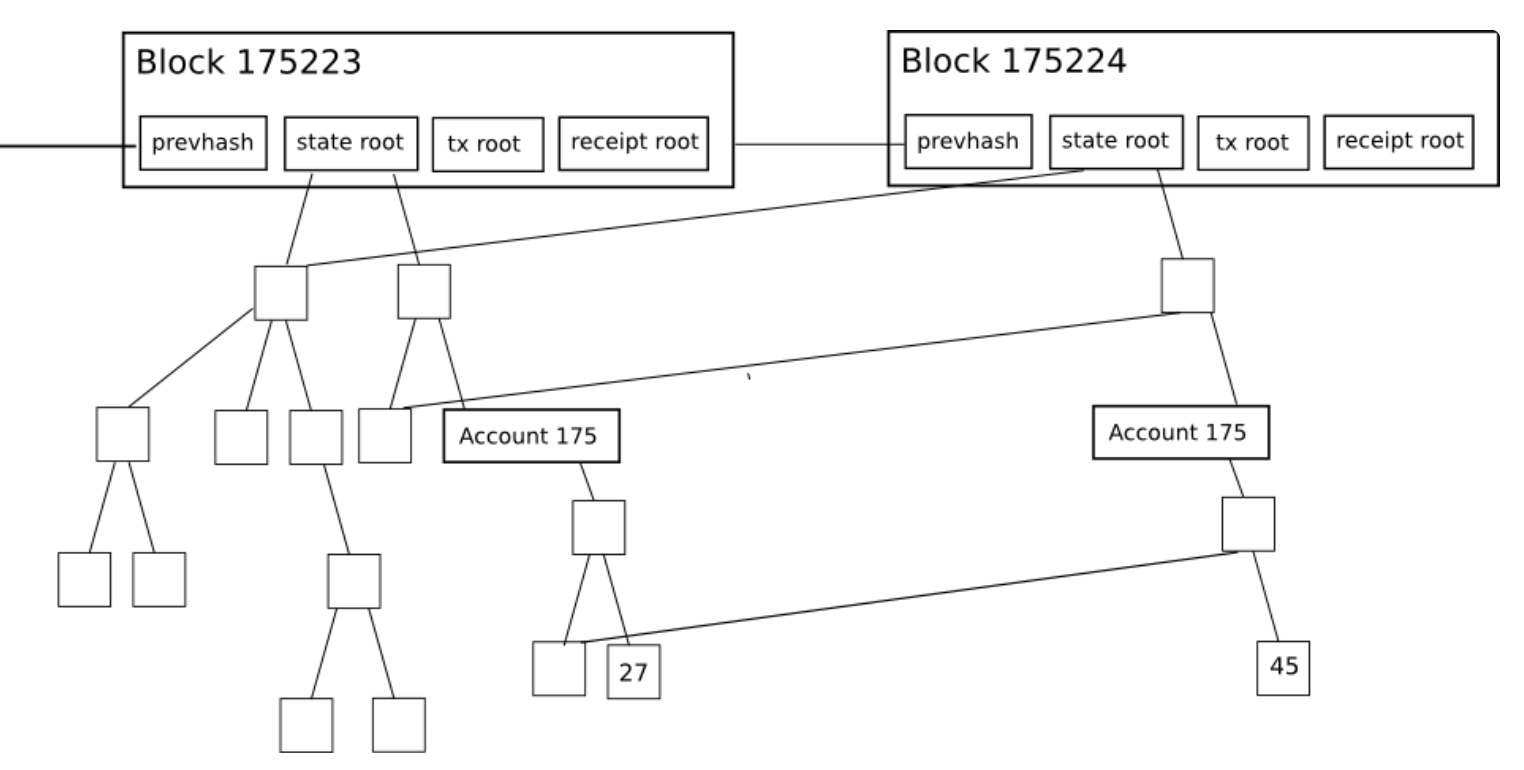 Block 175223
prevhash
state root
tx root
receipt root
Block 175224
prevhash
state root
tx root
receipt root
Account 175
27
Account 175
45